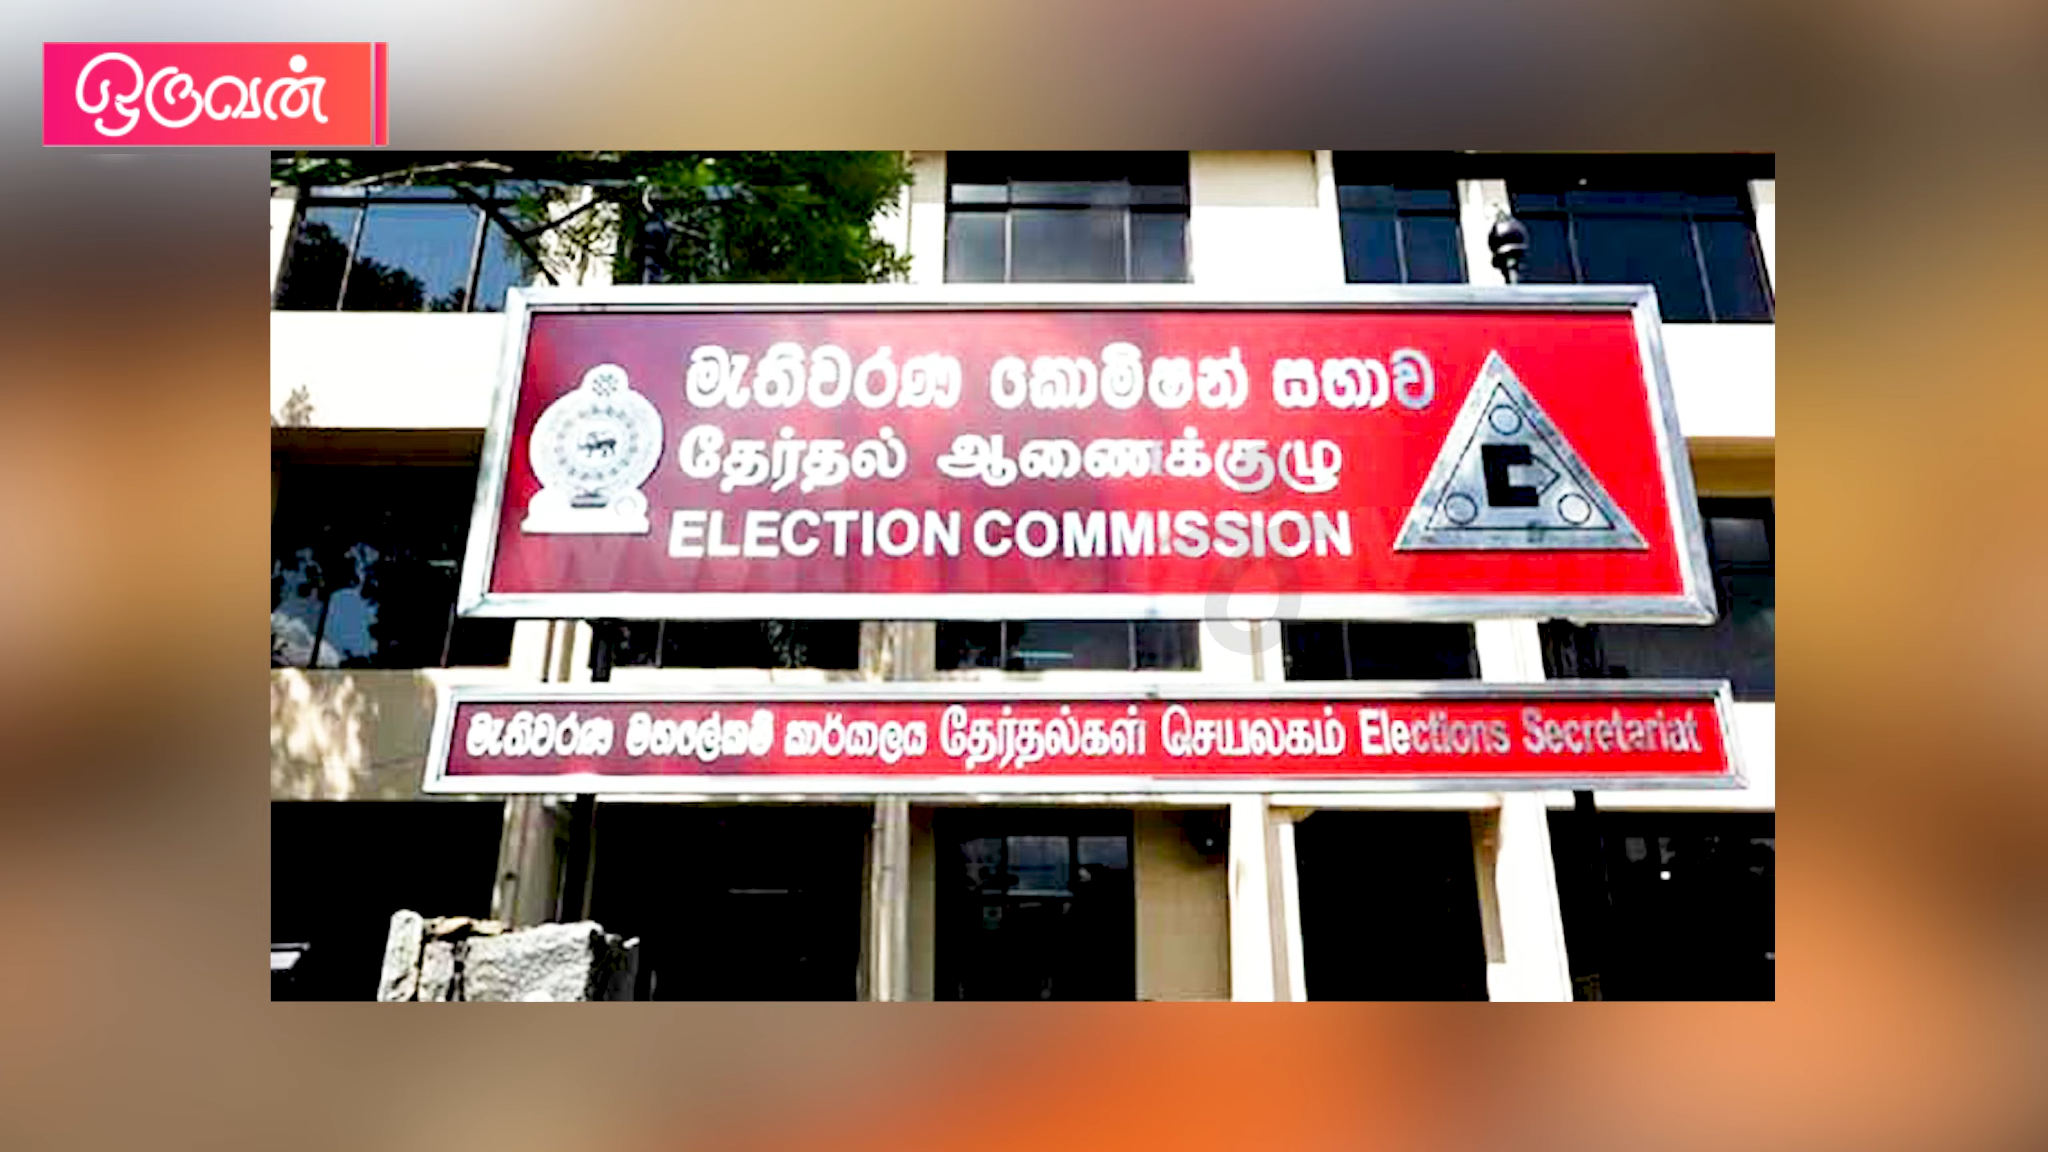 ஒருவன்
මැතිවරණ කොමිෂන් සභාව
தேர்தல் ஆணைக்குழு
ELECTION COMMISSION
මැතිවරණ මහලේකම් කාර්යාලය தேர்தல்கள் செயலகம் Elections Secretariat